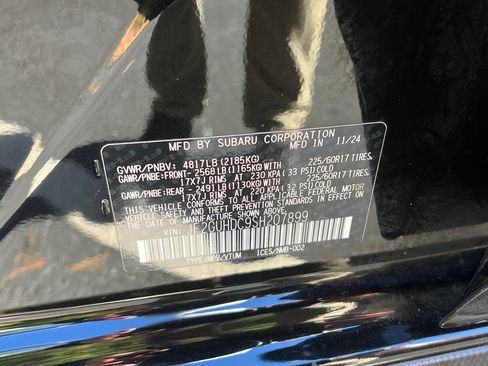 MFD BY SUBARU CORPORATION 11/24
GVWR/PNBV: 4817LB(2185KG)
GAWR/PNBE:FRONT- 2568LB(1165KG)WITH 225/60R17 TIRES,
17X7J RIMS AT 230 KPA( 33 PSI)COLD
GAWR/PNBE:REAR - 2491LB(1130KG)WITH 225/60R17 TIRES,
17X7J RIMS AT 220 KPA( 32 PSI)COLD
THIS VEHICLE CONFORMS TO ALL APPLICABLE FEDERAL MOTOR
VEHICLE SAFETY, BUMPER, AND THEFT PREVENTION STANDARDS
IN EFFECT ON THE DATE OF MANUFACTURE SHOWN ABOVE.
VIN: JF2GUHDC9SH207899
TYPE:MPV/VTUM ICES/NMB-002